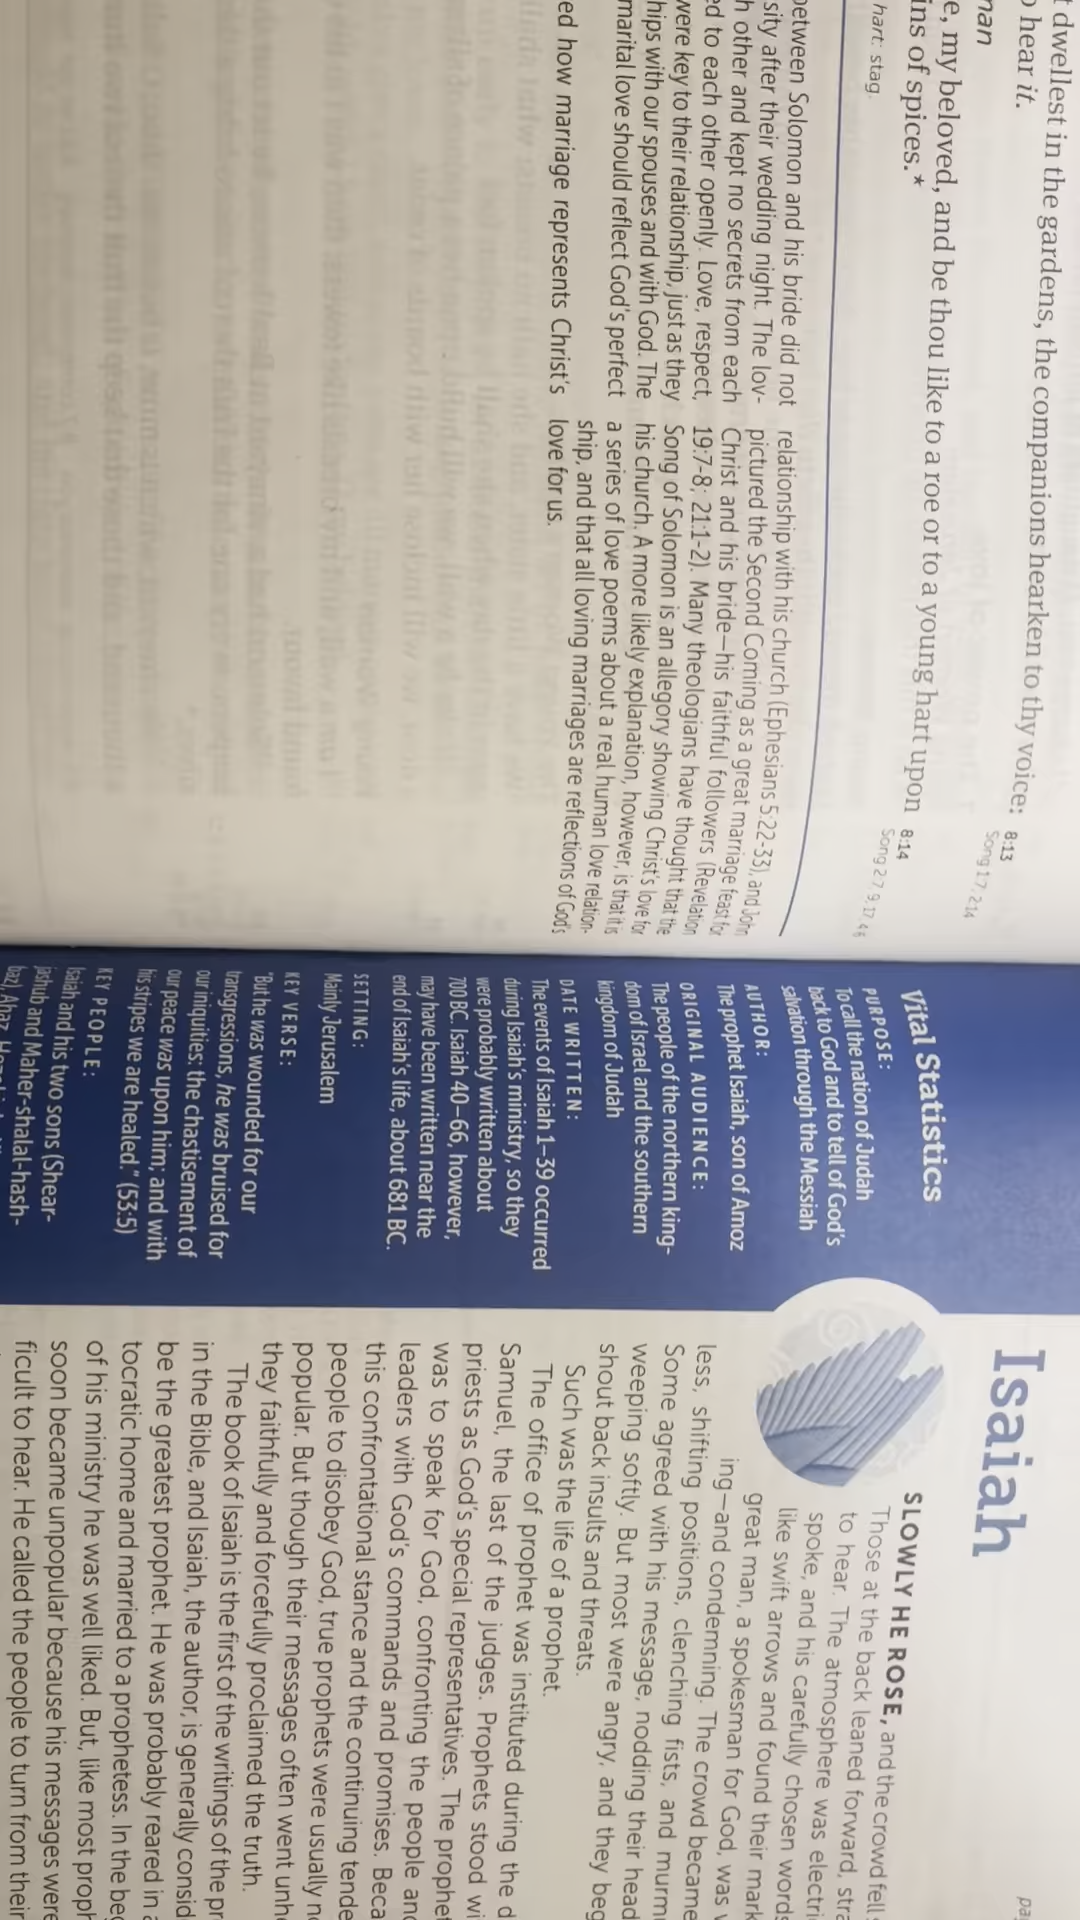 t dwellest in the gardens, the companions hearken to thy voice:
o hear it.
8:13
Song 1:7; 2:14
man
e, my beloved, and be thou like to a roe or to a young hart upon
ins of spices.*
8:14
Song 2:7, 9, 17; 4:6
hart: stag.
between Solomon and his bride did not
sity after their wedding night. The lov-
h other and kept no secrets from each
ed to each other openly. Love, respect,
were key to their relationship, just as they
hips with our spouses and with God. The
marital love should reflect God's perfect
ed how marriage represents Christ's
relationship with his church (Ephesians 5:22-33), and John
pictured the Second Coming as a great marriage feast for
Christ and his bride—his faithful followers (Revelation
19:7-8; 21:1-2). Many theologians have thought that the
Song of Solomon is an allegory showing Christ's love for
his church. A more likely explanation, however, is that it is
a series of love poems about a real human love relation-
ship, and that all loving marriages are reflections of God's
love for us.
Vital Statistics
PURPOSE:
To call the nation of Judah
back to God and to tell of God's
salvation through the Messiah
AUTHOR:
The prophet Isaiah, son of Amoz
ORIGINAL AUDIENCE:
The people of the northern king-
dom of Israel and the southern
kingdom of Judah
DATE WRITTEN:
The events of Isaiah 1–39 occurred
during Isaiah's ministry, so they
were probably written about
700 BC. Isaiah 40–66, however,
may have been written near the
end of Isaiah's life, about 681 BC.
SETTING:
Mainly Jerusalem
KEY VERSE:
"But he was wounded for our
transgressions, he was bruised for
our iniquities: the chastisement of
our peace was upon him; and with
his stripes we are healed." (53:5)
KEY PEOPLE:
Isaiah and his two sons (Shear-
jashub and Maher-shalal-hash-
baz), Ahaz,
Isaiah
SLOWLY HE ROSE, and the crowd fell
Those at the back leaned forward, stra
to hear. The atmosphere was electri
spoke, and his carefully chosen words
like swift arrows and found their mark
great man, a spokesman for God, was w
ing—and condemning. The crowd became
less, shifting positions, clenching fists, and murm
Some agreed with his message, nodding their head
weeping softly. But most were angry, and they beg
shout back insults and threats.
Such was the life of a prophet.
The office of prophet was instituted during the d
Samuel, the last of the judges. Prophets stood wi
priests as God's special representatives. The prophet
was to speak for God, confronting the people and
leaders with God's commands and promises. Beca
this confrontational stance and the continuing tende
people to disobey God, true prophets were usually no
popular. But though their messages often went unhe
they faithfully and forcefully proclaimed the truth.
The book of Isaiah is the first of the writings of the pr
in the Bible, and Isaiah, the author, is generally consid
be the greatest prophet. He was probably reared in a
tocratic home and married to a prophetess. In the beg
of his ministry he was well liked. But, like most proph
soon became unpopular because his messages were
ficult to hear. He called the people to turn from their